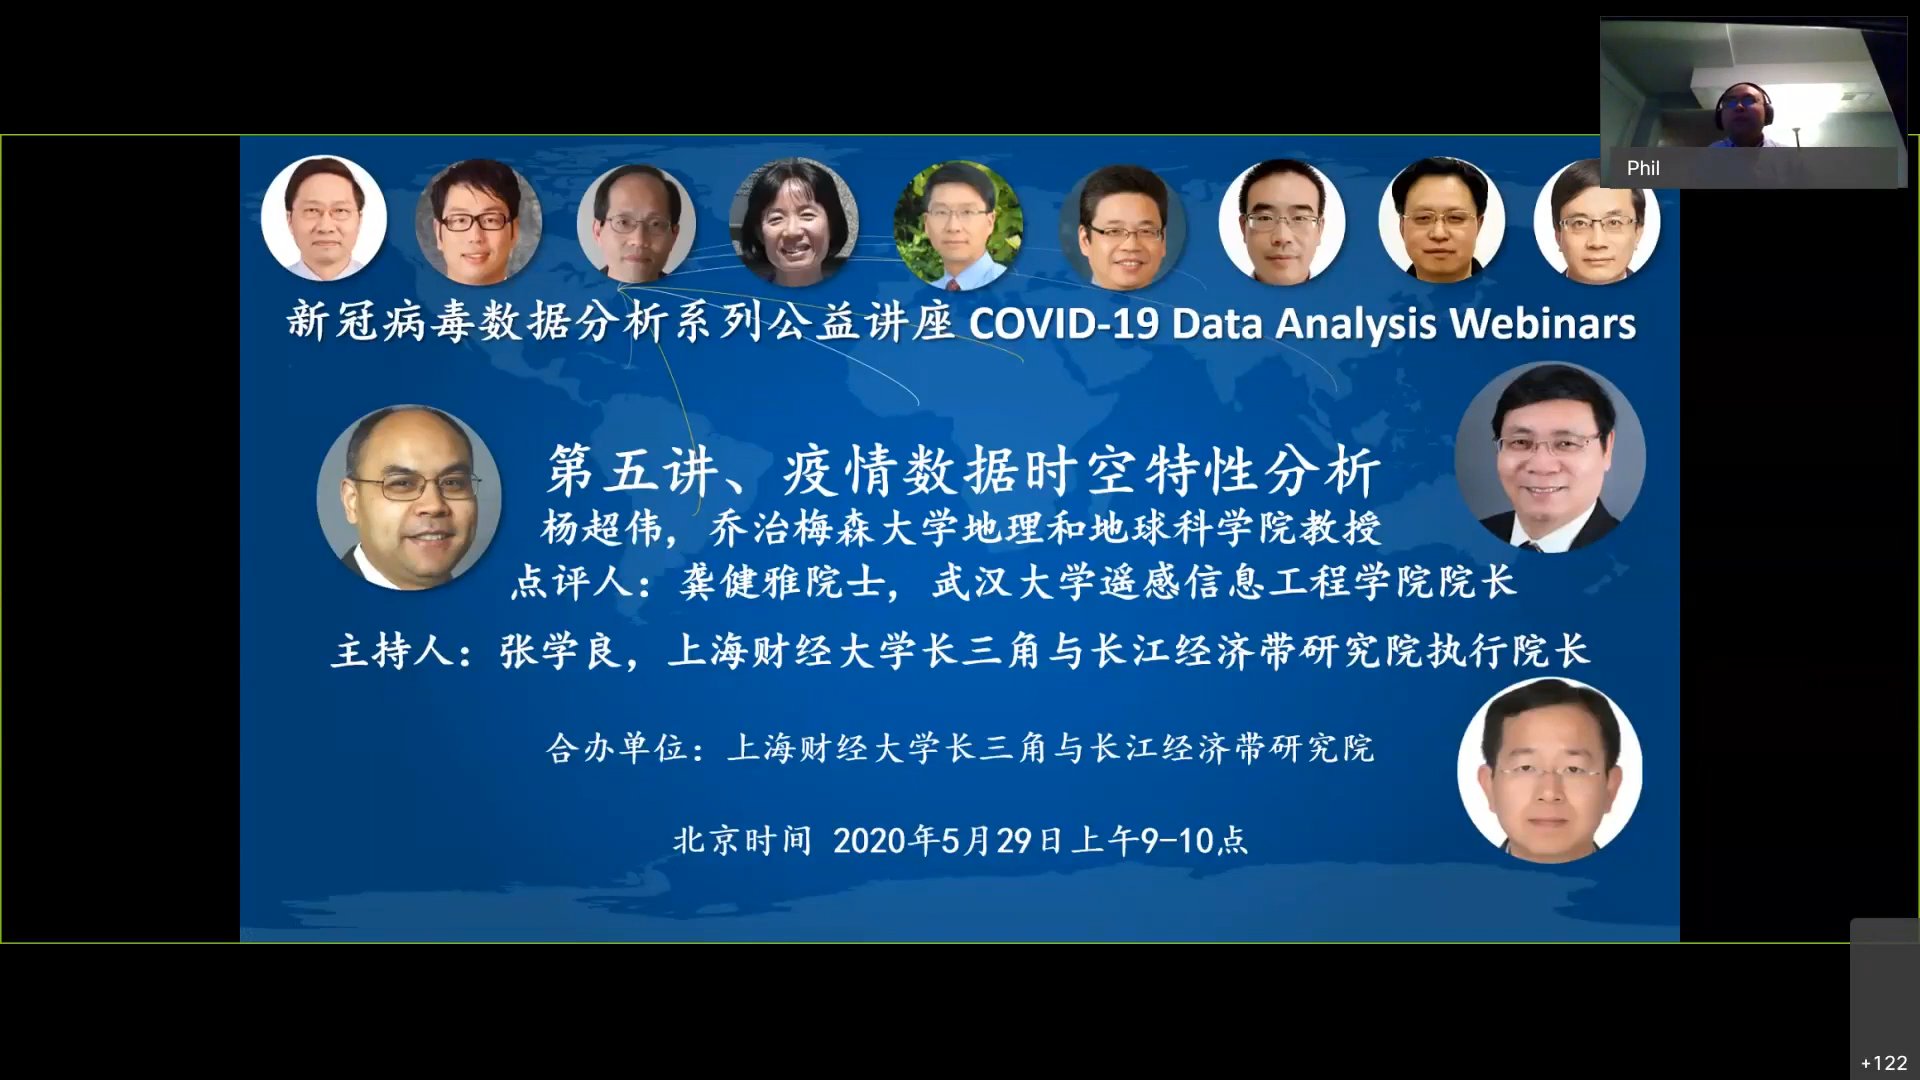 Phil
新冠病毒数据分析系列公益讲座 COVID-19 Data Analysis Webinars
第五讲、疫情数据时空特性分析
杨超伟，乔治梅森大学地理和地球科学院教授
点评人：龚健雅院士，武汉大学遥感信息工程学院院长
主持人：张学良，上海财经大学长三角与长江经济带研究院执行院长
合办单位：上海财经大学长三角与长江经济带研究院
北京时间 2020年5月29日上午9-10点
+122